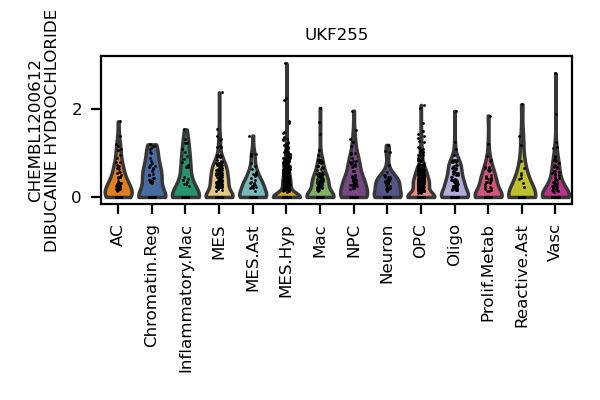 UKF255
CHEMBL1200612
DIBUCAINE HYDROCHLORIDE
2
0
AC
Chromatin.Reg
Inflammatory.Mac
MES
MES.Ast
MES.Hyp
Mac
NPC
Neuron
OPC
Oligo
Prolif.Metab
Reactive.Ast
Vasc